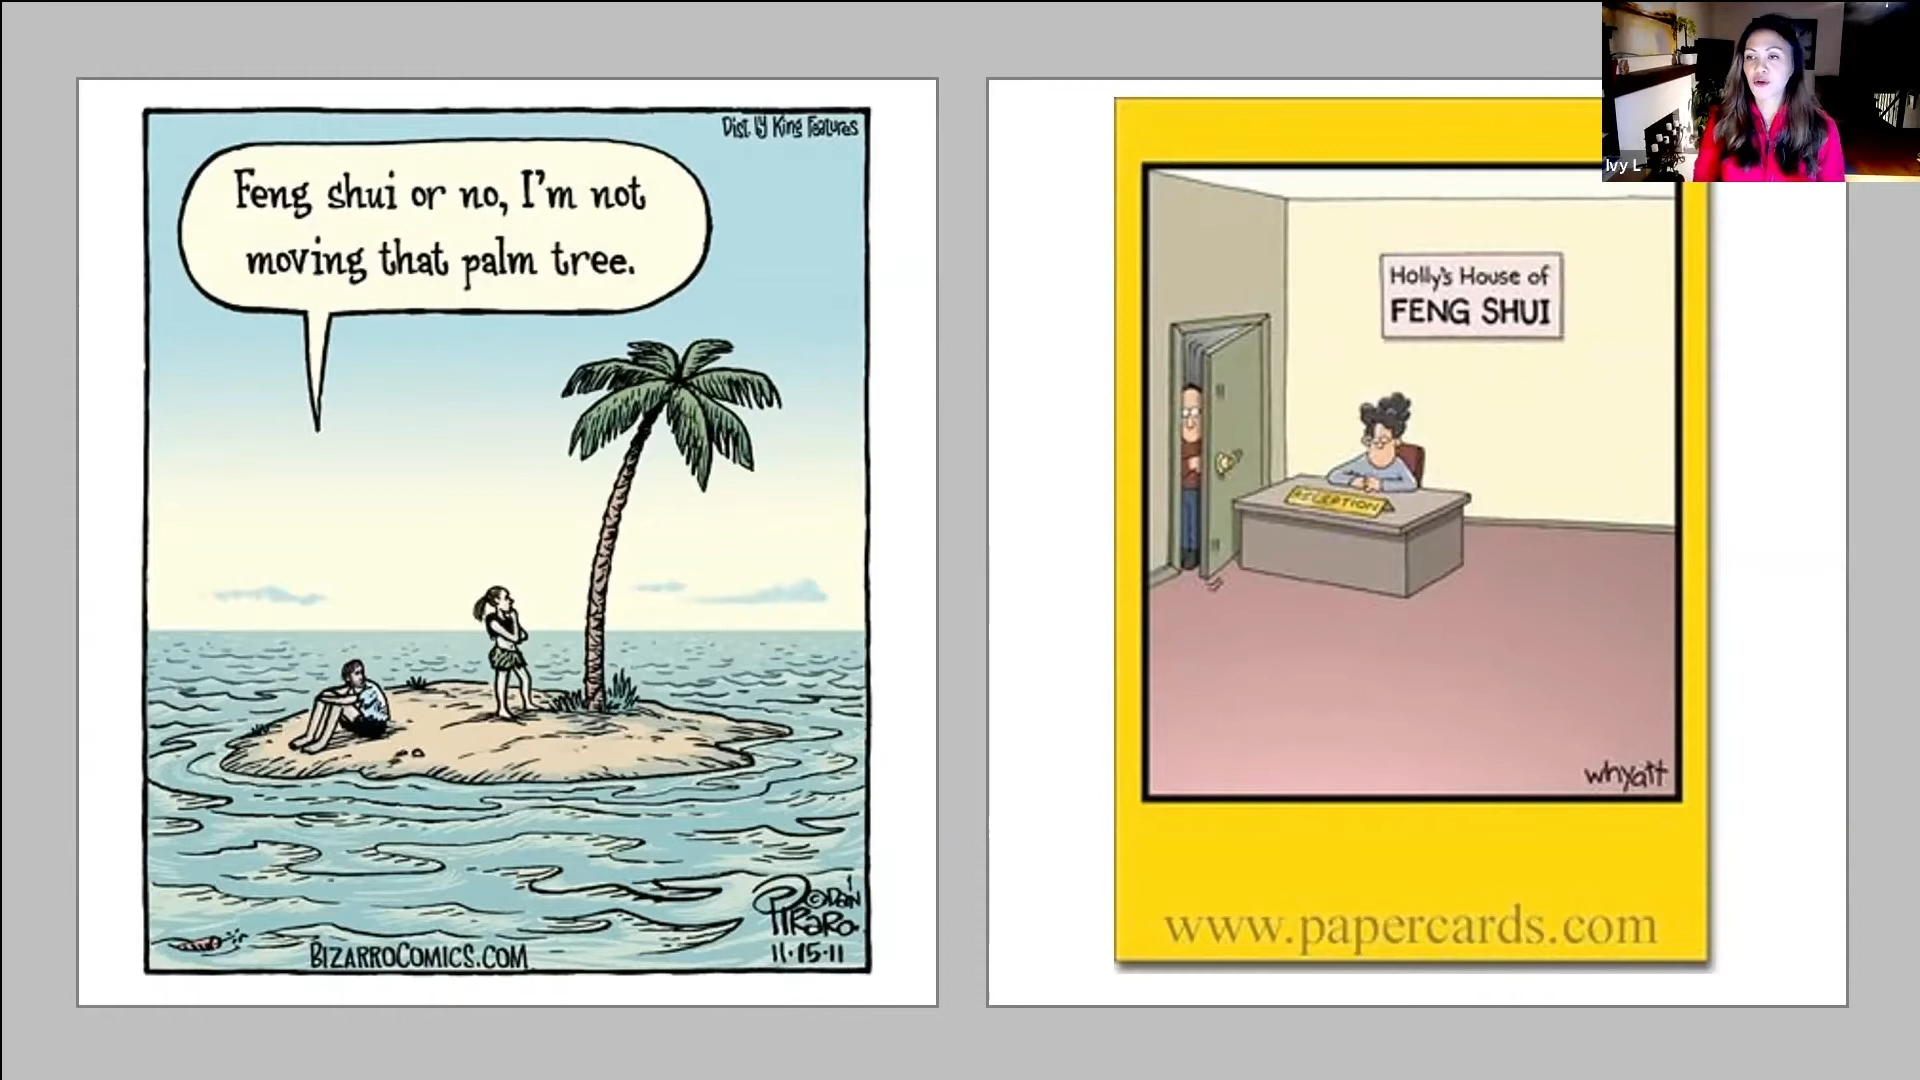 Dist. by King Features
Feng shui or no, I'm not
moving that palm tree.
© Dan
Piraro
11·15·11
BIZARROCOMICS.COM
Holly's House of
FENG SHUI
RECEPTION
whyatt
www.papercards.com
Ivy L